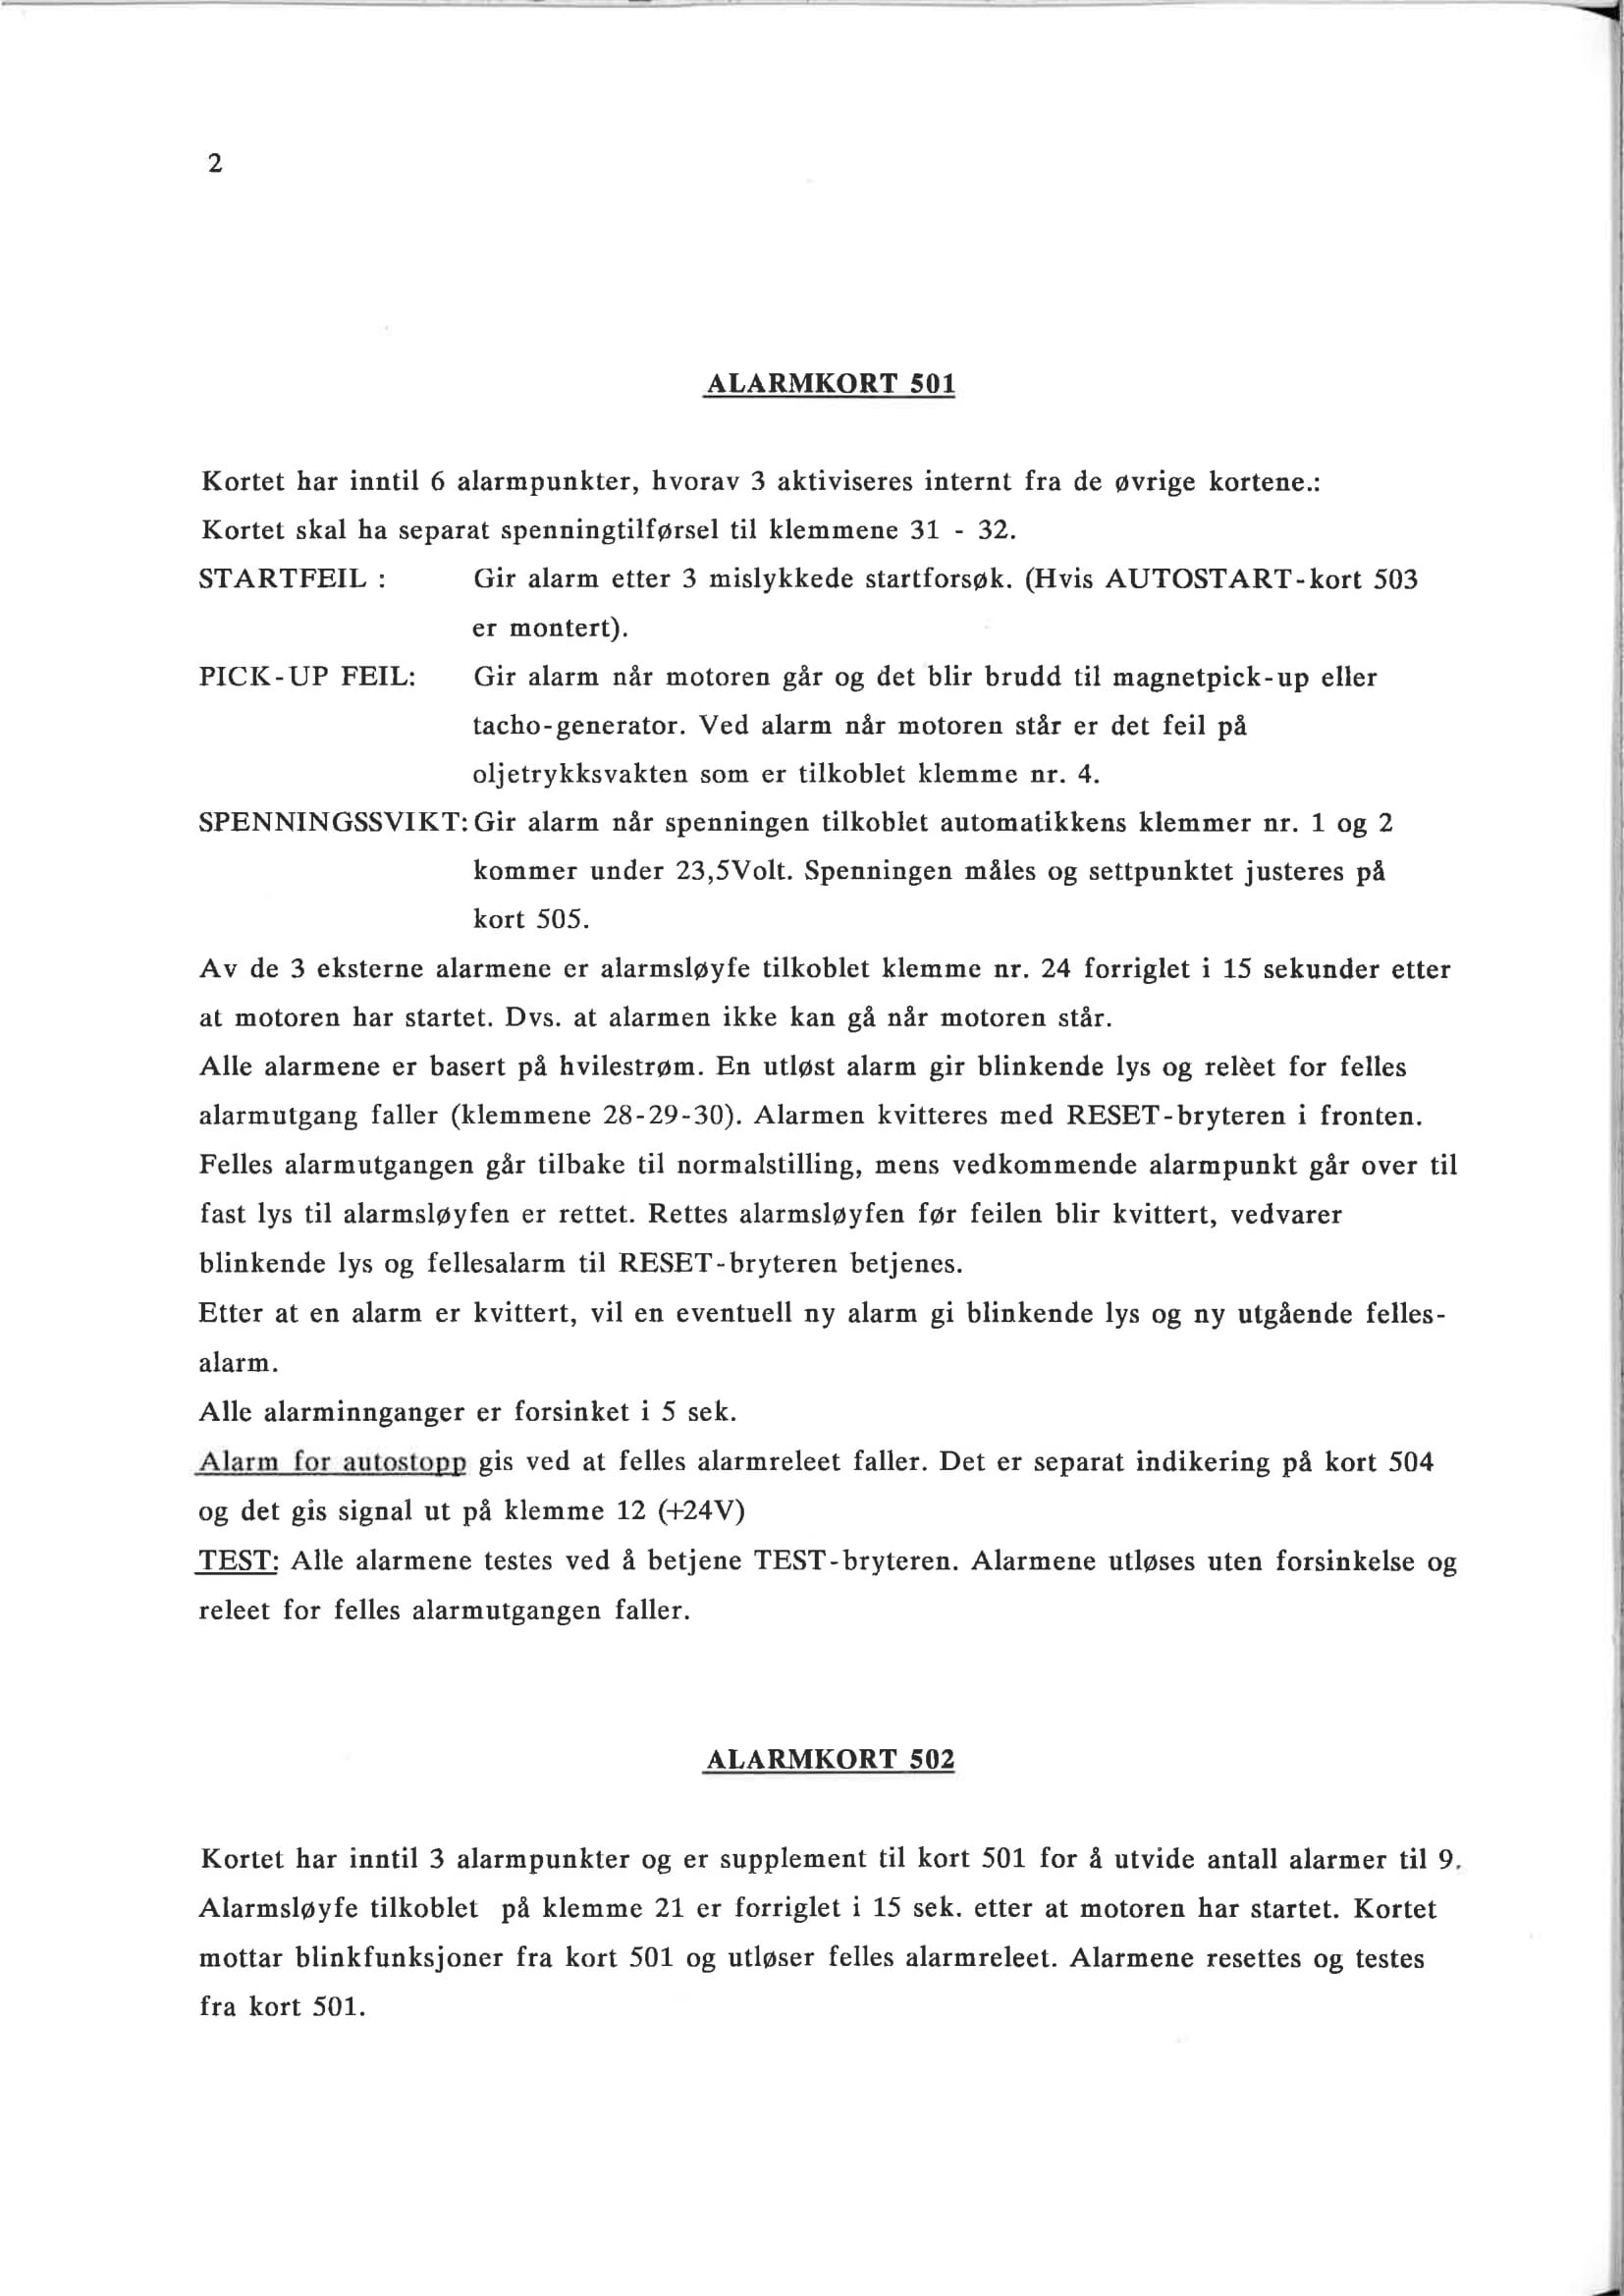 2
ALARMKORT 501
Kortet har inntil 6 alarmpunkter, hvorav 3 aktiviseres internt fra de øvrige kortene.:
Kortet skal ha separat spenningtilførsel til klemmene 31 - 32.
STARTFEIL : Gir alarm etter 3 mislykkede startforsøk. (Hvis AUTOSTART-kort 503
er montert).
PICK-UP FEIL: Gir alarm når motoren går og det blir brudd til magnetpick-up eller
tacho-generator. Ved alarm når motoren står er det feil på
oljetrykksvakten som er tilkoblet klemme nr. 4.
SPENNINGSSVIKT: Gir alarm når spenningen tilkoblet automatikkens klemmer nr. 1 og 2
kommer under 23,5Volt. Spenningen måles og settpunktet justeres på
kort 505.
Av de 3 eksterne alarmene er alarmsløyfe tilkoblet klemme nr. 24 forriglet i 15 sekunder etter
at motoren har startet. Dvs. at alarmen ikke kan gå når motoren står.
Alle alarmene er basert på hvilestrøm. En utløst alarm gir blinkende lys og relèet for felles
alarmutgang faller (klemmene 28-29-30). Alarmen kvitteres med RESET-bryteren i fronten.
Felles alarmutgangen går tilbake til normalstilling, mens vedkommende alarmpunkt går over til
fast lys til alarmsløyfen er rettet. Rettes alarmsløyfen før feilen blir kvittert, vedvarer
blinkende lys og fellesalarm til RESET-bryteren betjenes.
Etter at en alarm er kvittert, vil en eventuell ny alarm gi blinkende lys og ny utgående felles-
alarm.
Alle alarminnganger er forsinket i 5 sek.
Alarm for autostopp gis ved at felles alarmreleet faller. Det er separat indikering på kort 504
og det gis signal ut på klemme 12 (+24V)
TEST: Alle alarmene testes ved å betjene TEST-bryteren. Alarmene utløses uten forsinkelse og
releet for felles alarmutgangen faller.
ALARMKORT 502
Kortet har inntil 3 alarmpunkter og er supplement til kort 501 for å utvide antall alarmer til 9.
Alarmsløyfe tilkoblet på klemme 21 er forriglet i 15 sek. etter at motoren har startet. Kortet
mottar blinkfunksjoner fra kort 501 og utløser felles alarmreleet. Alarmene resettes og testes
fra kort 501.